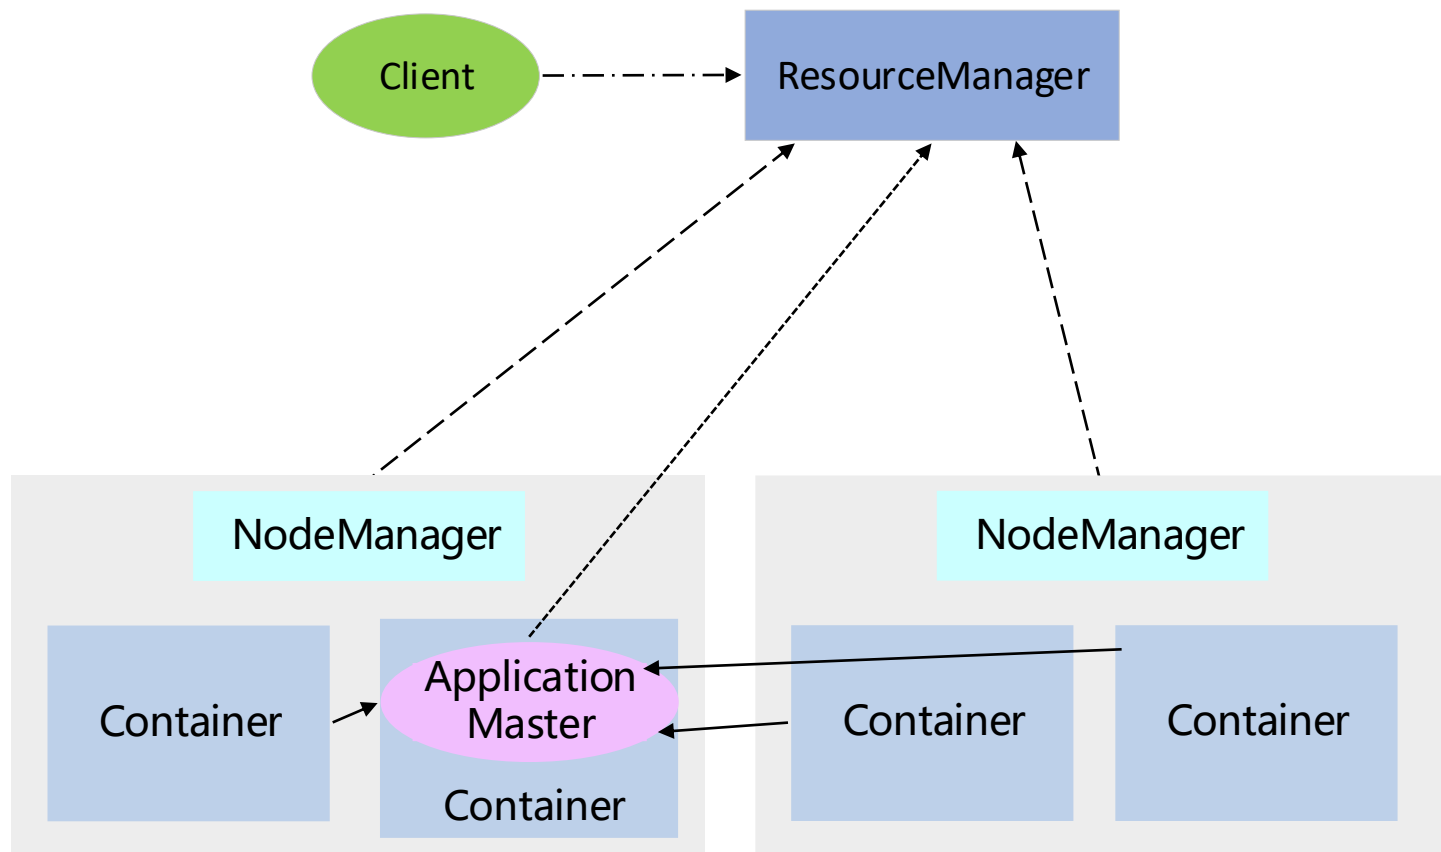 Client
ResourceManager
NodeManager
NodeManager
Container
Application
Master
Container
Container
Container